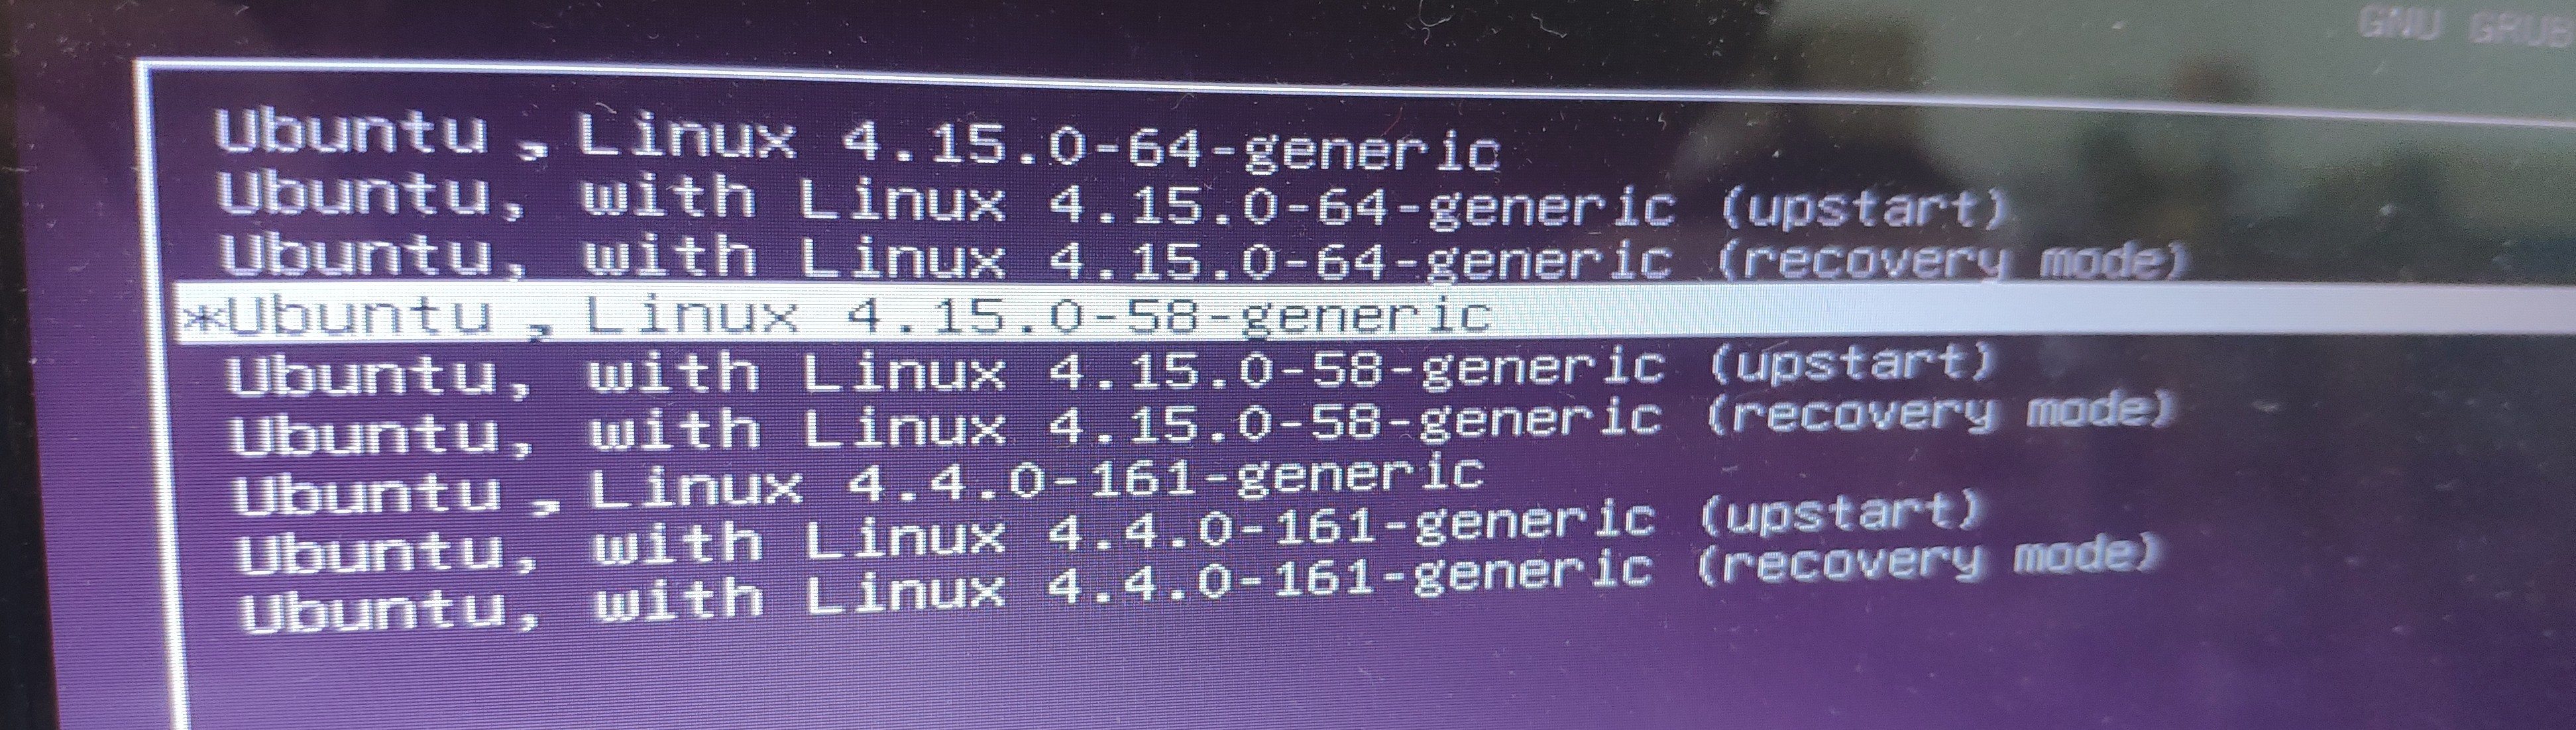 GNU GRUB
Ubuntu , Linux 4.15.0-64-generic
Ubuntu, with Linux 4.15.0-64-generic (upstart)
Ubuntu, with Linux 4.15.0-64-generic (recovery mode)
*Ubuntu , Linux 4.15.0-58-generic
Ubuntu, with Linux 4.15.0-58-generic (upstart)
Ubuntu, with Linux 4.15.0-58-generic (recovery mode)
Ubuntu , Linux 4.4.0-161-generic
Ubuntu, with Linux 4.4.0-161-generic (upstart)
Ubuntu, with Linux 4.4.0-161-generic (recovery mode)